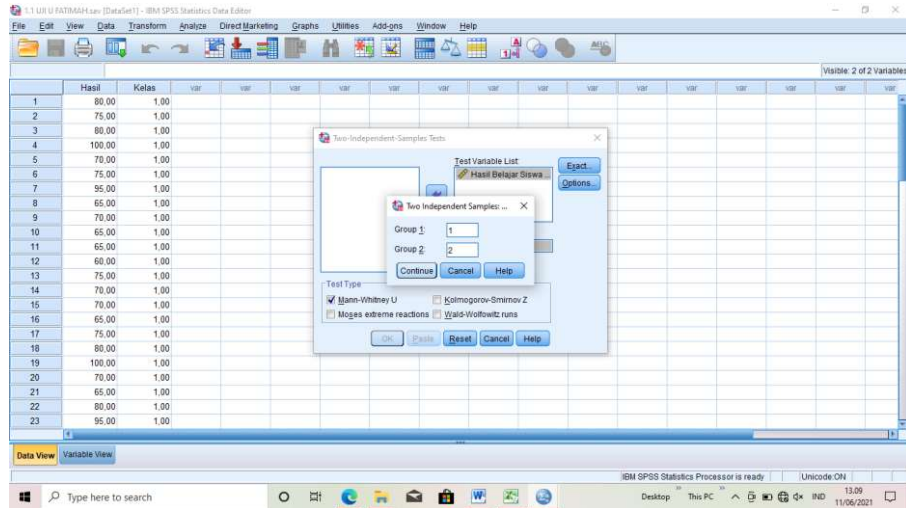 1.1 UJI U FATIMAH.sav [DataSet1] - IBM SPSS Statistics Data Editor
File Edit View Data Transform Analyze Direct Marketing Graphs Utilities Add-ons Window Help
Visible: 2 of 2 Variables
Hasil Kelas var var var var var var var var var var var var var var
1 80,00 1,00
2 75,00 1,00
3 80,00 1,00
4 100,00 1,00
5 70,00 1,00
6 75,00 1,00
7 95,00 1,00
8 65,00 1,00
9 70,00 1,00
10 65,00 1,00
11 65,00 1,00
12 60,00 1,00
13 75,00 1,00
14 70,00 1,00
15 70,00 1,00
16 65,00 1,00
17 75,00 1,00
18 80,00 1,00
19 100,00 1,00
20 70,00 1,00
21 65,00 1,00
22 80,00 1,00
23 95,00 1,00
Two-Independent-Samples Tests
Test Variable List:
Hasil Belajar Siswa ...
Exact...
Options...
Two Independent Samples: ...
Group 1: 1
Group 2: 2
Continue Cancel Help
Test Type
Mann-Whitney U Kolmogorov-Smirnov Z
Moses extreme reactions Wald-Wolfowitz runs
OK Paste Reset Cancel Help
Data View Variable View
IBM SPSS Statistics Processor is ready Unicode:ON
Type here to search
Desktop This PC IND 13.09
11/06/2021